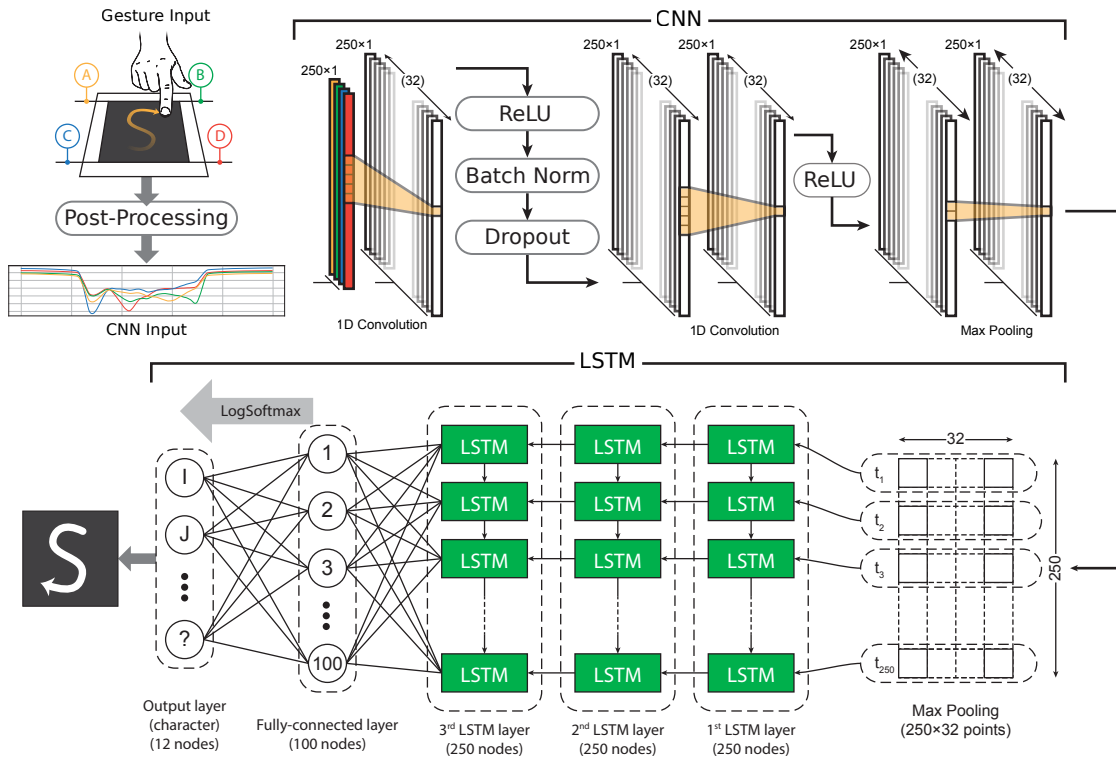 Gesture Input
A
B
C
D
Post-Processing
CNN Input
CNN
250×1
250×1
(32)
1D Convolution
ReLU
Batch Norm
Dropout
250×1
(32)
250×1
(32)
1D Convolution
ReLU
250×1
(32)
250×1
(32)
Max Pooling
LSTM
LogSoftmax
I
J
?
Output layer
(character)
(12 nodes)
1
2
3
100
Fully-connected layer
(100 nodes)
LSTM
LSTM
LSTM
LSTM
3rd LSTM layer
(250 nodes)
LSTM
LSTM
LSTM
LSTM
2nd LSTM layer
(250 nodes)
LSTM
LSTM
LSTM
LSTM
1st LSTM layer
(250 nodes)
32
t1
t2
t3
t250
250
Max Pooling
(250×32 points)